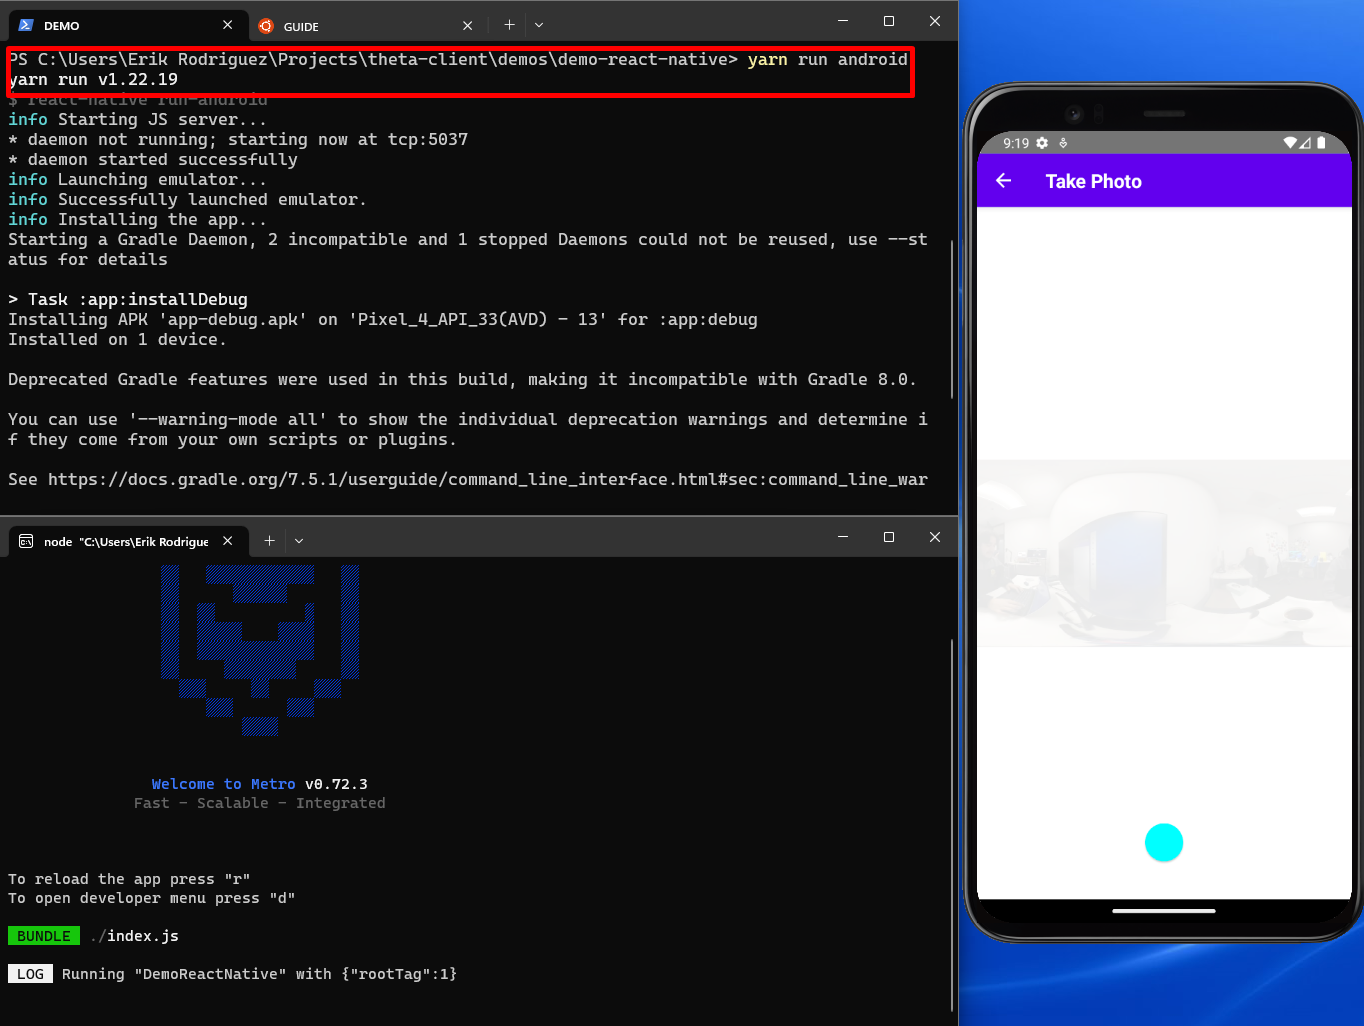 DEMO
GUIDE
PS C:\Users\Erik Rodriguez\Projects\theta-client\demos\demo-react-native> yarn run android
yarn run v1.22.19
$ react-native run-android
info Starting JS server...
* daemon not running; starting now at tcp:5037
* daemon started successfully
info Launching emulator...
info Successfully launched emulator.
info Installing the app...
Starting a Gradle Daemon, 2 incompatible and 1 stopped Daemons could not be reused, use --st
atus for details
> Task :app:installDebug
Installing APK 'app-debug.apk' on 'Pixel_4_API_33(AVD) - 13' for :app:debug
Installed on 1 device.
Deprecated Gradle features were used in this build, making it incompatible with Gradle 8.0.
You can use '--warning-mode all' to show the individual deprecation warnings and determine i
f they come from your own scripts or plugins.
See https://docs.gradle.org/7.5.1/userguide/command_line_interface.html#sec:command_line_war
node "C:\Users\Erik Rodrigue
Welcome to Metro v0.72.3
Fast - Scalable - Integrated
To reload the app press "r"
To open developer menu press "d"
BUNDLE ./index.js
LOG Running "DemoReactNative" with {"rootTag":1}
9:19
Take Photo